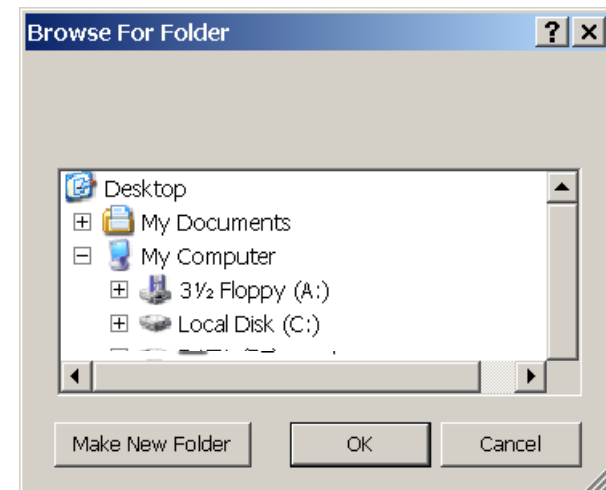 Browse For Folder
Desktop
My Documents
My Computer
3½ Floppy (A:)
Local Disk (C:)
Make New Folder OK Cancel